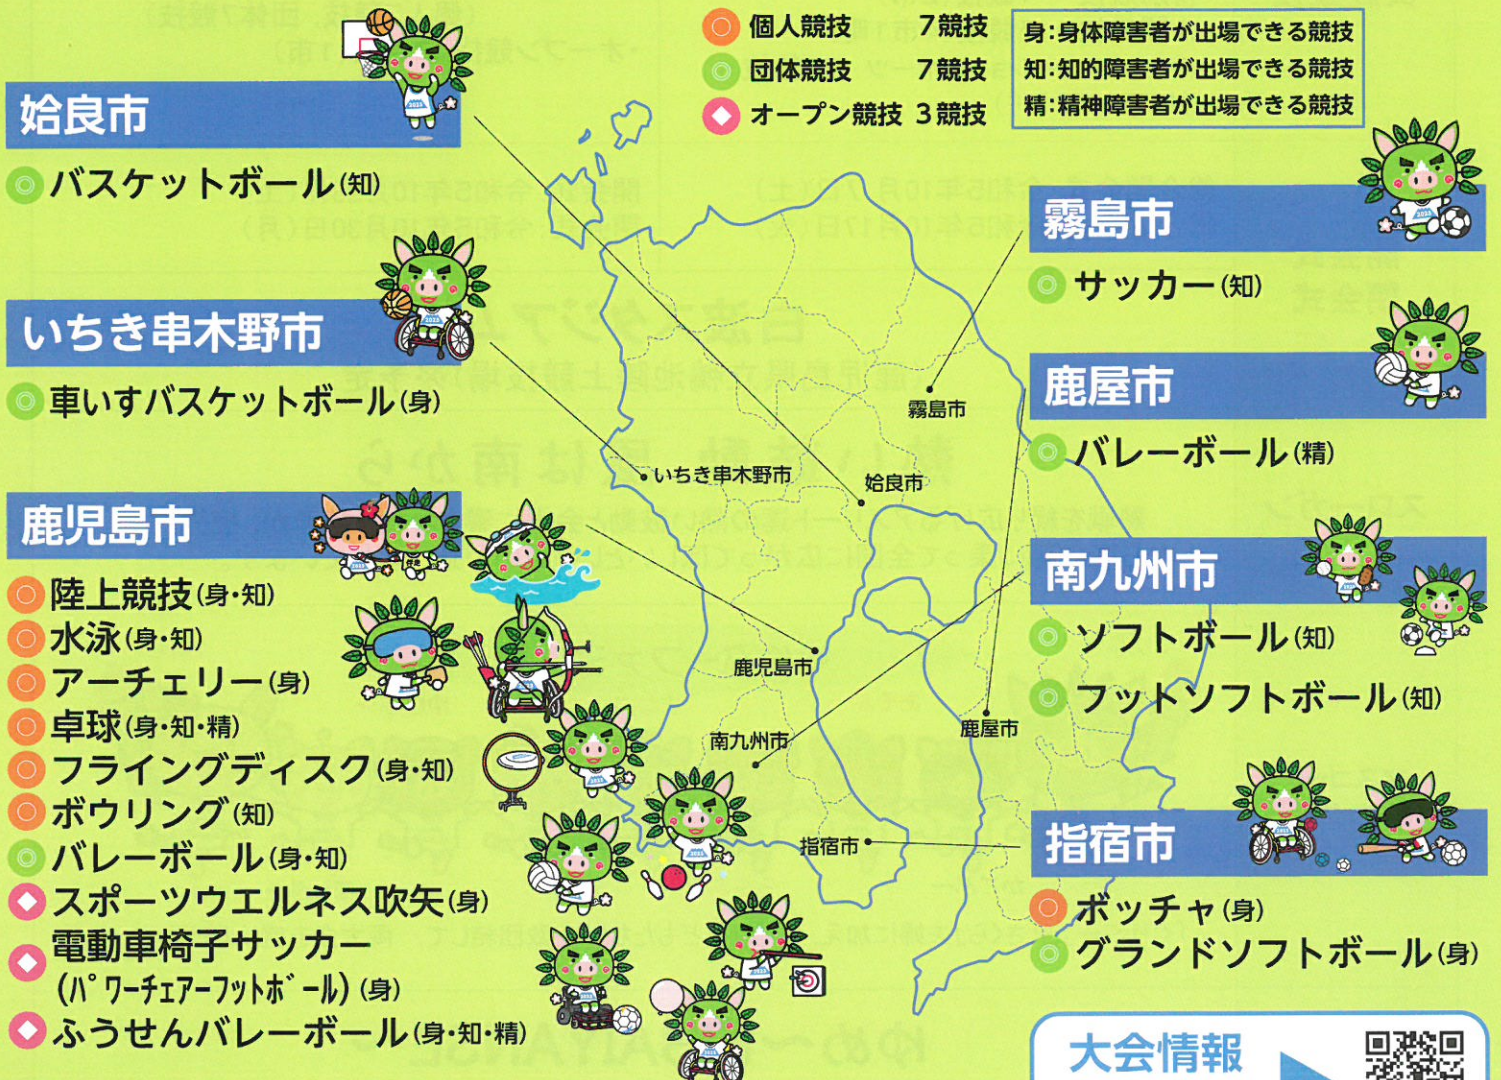 個人競技 7競技
団体競技 7競技
オープン競技 3競技
身:身体障害者が出場できる競技
知:知的障害者が出場できる競技
精:精神障害者が出場できる競技
姶良市
バスケットボール(知)
いちき串木野市
車いすバスケットボール(身)
鹿児島市
陸上競技(身・知)
水泳(身・知)
アーチェリー(身)
卓球(身・知・精)
フライングディスク(身・知)
ボウリング(知)
バレーボール(身・知)
スポーツウエルネス吹矢(身)
電動車椅子サッカー
(パワーチェアーフットボール)(身)
ふうせんバレーボール(身・知・精)
霧島市
いちき串木野市
姶良市
鹿児島市
鹿屋市
南九州市
指宿市
霧島市
サッカー(知)
鹿屋市
バレーボール(精)
南九州市
ソフトボール(知)
フットソフトボール(知)
指宿市
ボッチャ(身)
グランドソフトボール(身)
大会情報